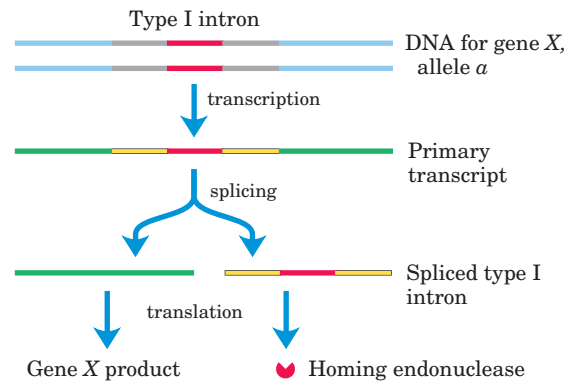 Type I intron
DNA for gene X,
allele a
transcription
Primary
transcript
splicing
Spliced type I
intron
translation
Gene X product
Homing endonuclease